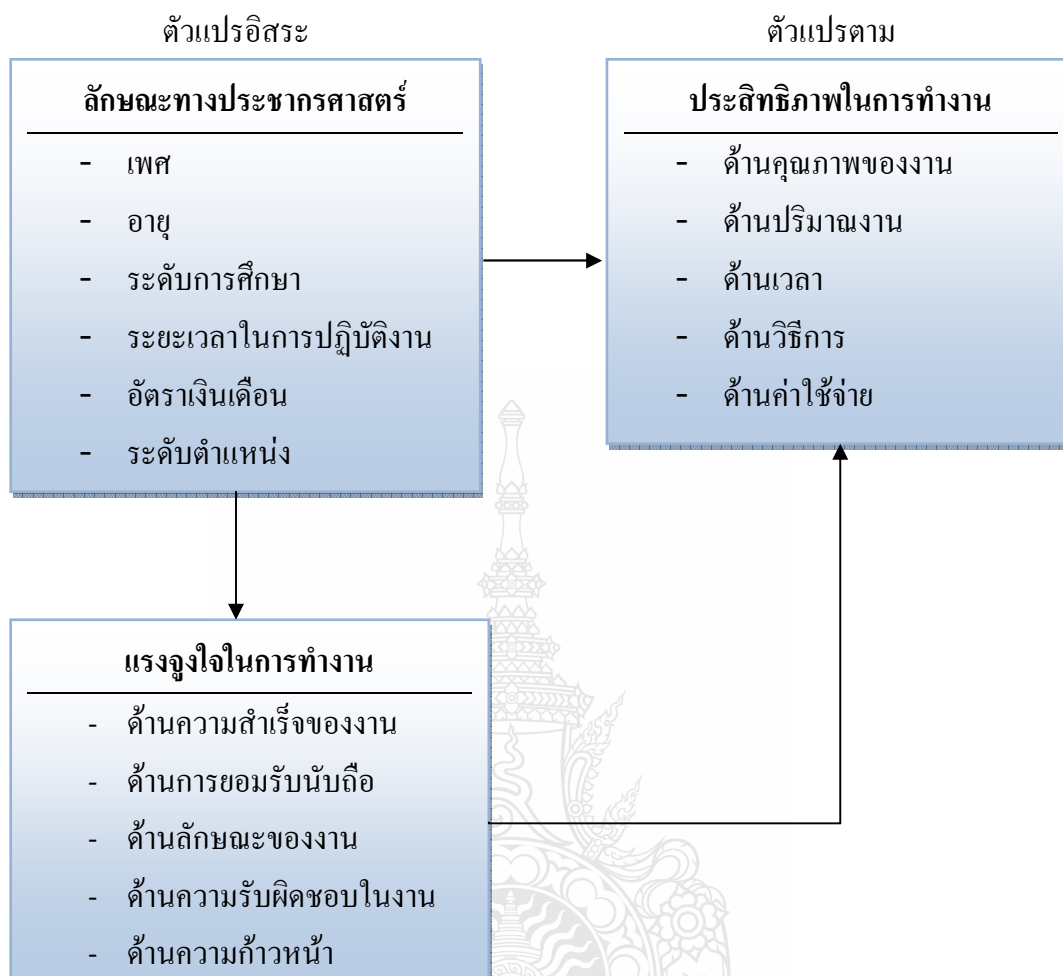 ตัวแปรอิสระ
ลักษณะทางประชากรศาสตร์
- เพศ
- อายุ
- ระดับการศึกษา
- ระยะเวลาในการปฏิบัติงาน
- อัตราเงินเดือน
- ระดับตำแหน่ง
ตัวแปรตาม
ประสิทธิภาพในการทำงาน
- ด้านคุณภาพของงาน
- ด้านปริมาณงาน
- ด้านเวลา
- ด้านวิธีการ
- ด้านค่าใช้จ่าย
แรงจูงใจในการทำงาน
- ด้านความสำเร็จของงาน
- ด้านการยอมรับนับถือ
- ด้านลักษณะของงาน
- ด้านความรับผิดชอบในงาน
- ด้านความก้าวหน้า